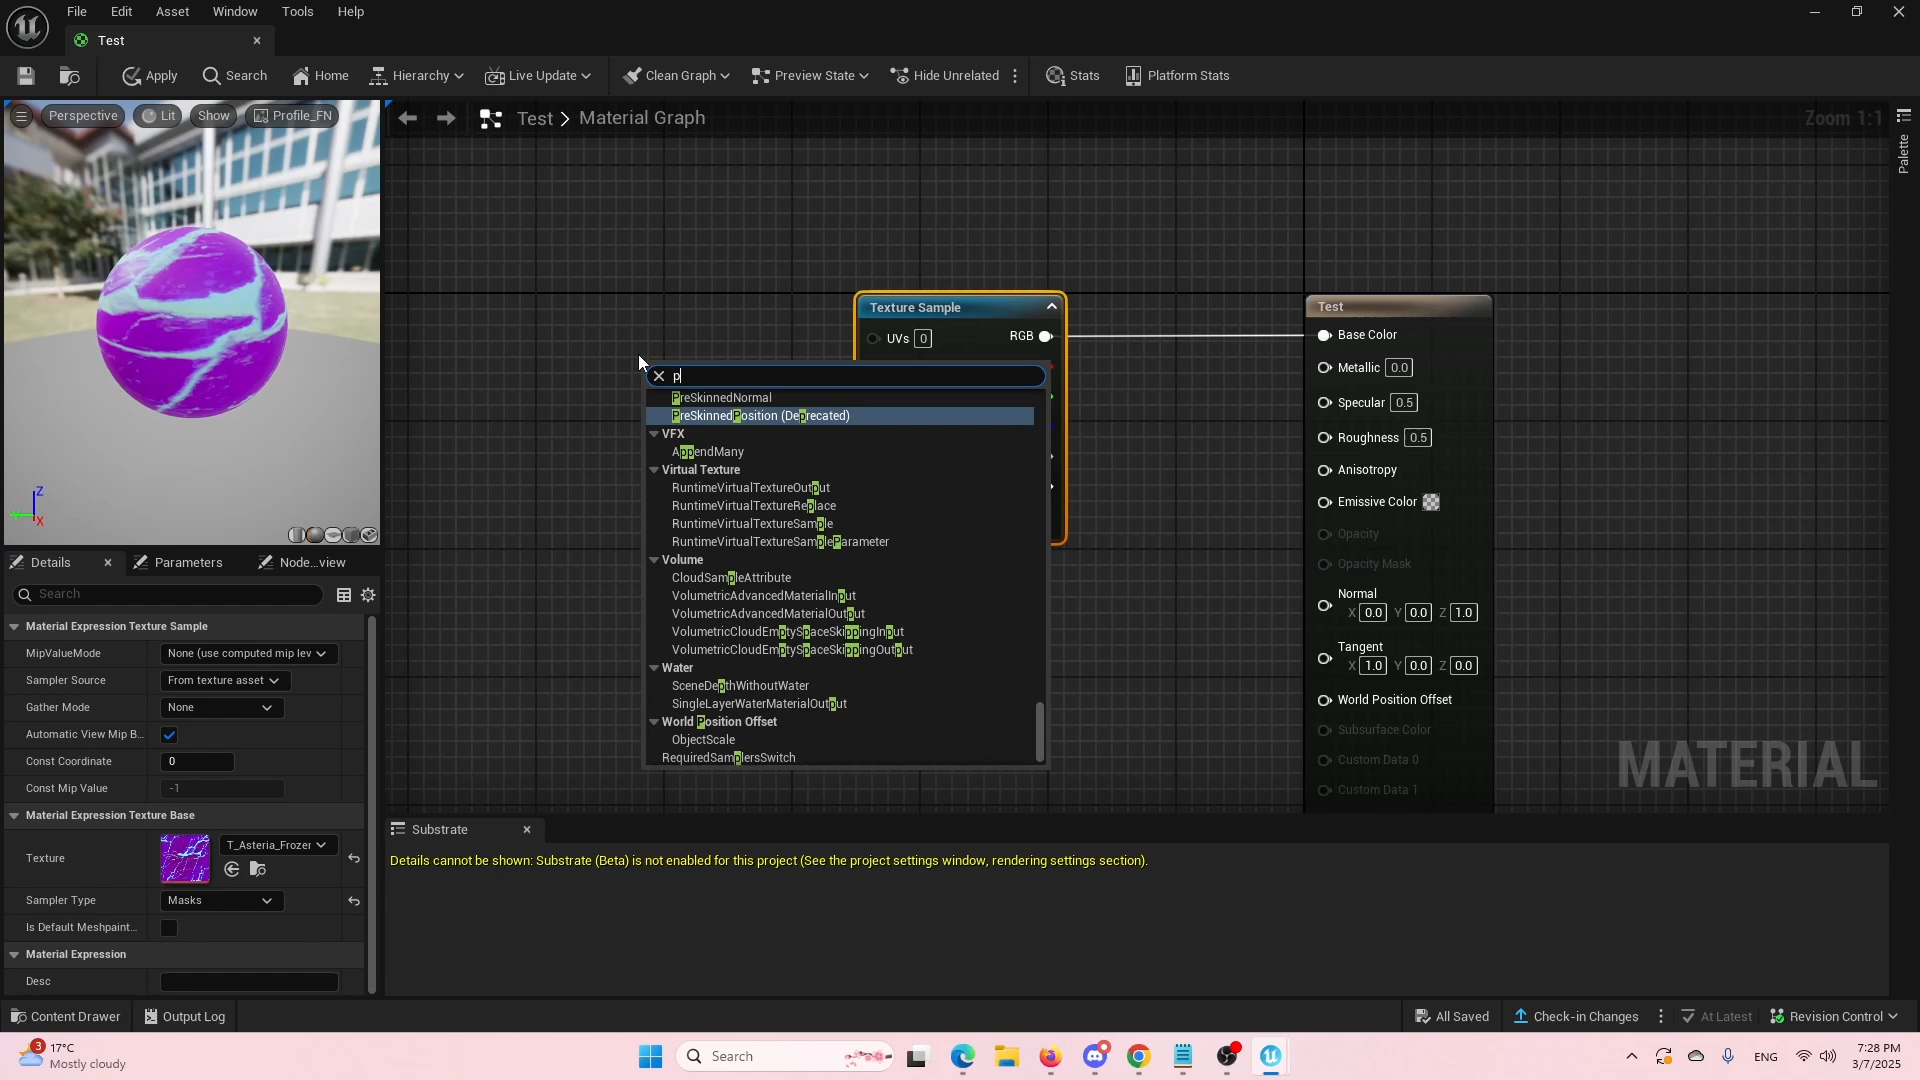 File Edit Asset Window Tools Help
Test
Apply Search Home Hierarchy Live Update Clean Graph Preview State Hide Unrelated Stats Platform Stats
Perspective Lit Show Profile_FN
Test > Material Graph
Zoom 1:1
Palette
Z
X
Texture Sample
UVs 0 RGB
p
PreSkinnedNormal
PreSkinnedPosition (Deprecated)
VFX
AppendMany
Virtual Texture
RuntimeVirtualTextureOutput
RuntimeVirtualTextureReplace
RuntimeVirtualTextureSample
RuntimeVirtualTextureSampleParameter
Volume
CloudSampleAttribute
VolumetricAdvancedMaterialInput
VolumetricAdvancedMaterialOutput
VolumetricCloudEmptySpaceSkippingInput
VolumetricCloudEmptySpaceSkippingOutput
Water
SceneDepthWithoutWater
SingleLayerWaterMaterialOutput
World Position Offset
ObjectScale
RequiredSamplersSwitch
Test
Base Color
Metallic 0.0
Specular 0.5
Roughness 0.5
Anisotropy
Emissive Color
Opacity
Opacity Mask
Normal
X 0.0 Y 0.0 Z 1.0
Tangent
X 1.0 Y 0.0 Z 0.0
World Position Offset
Subsurface Color
Custom Data 0
Custom Data 1
MATERIAL
Details Parameters Node...view
Search
Material Expression Texture Sample
MipValueMode None (use computed mip lev
Sampler Source From texture asset
Gather Mode None
Automatic View Mip B...
Const Coordinate 0
Const Mip Value -1
Material Expression Texture Base
Texture T_Asteria_Frozen
Sampler Type Masks
Is Default Meshpaint...
Material Expression
Desc
Substrate
Details cannot be shown: Substrate (Beta) is not enabled for this project (See the project settings window, rendering settings section).
Content Drawer Output Log All Saved Check-in Changes At Latest Revision Control
3 17°C
Mostly cloudy
Search
ENG
7:28 PM
3/7/2025